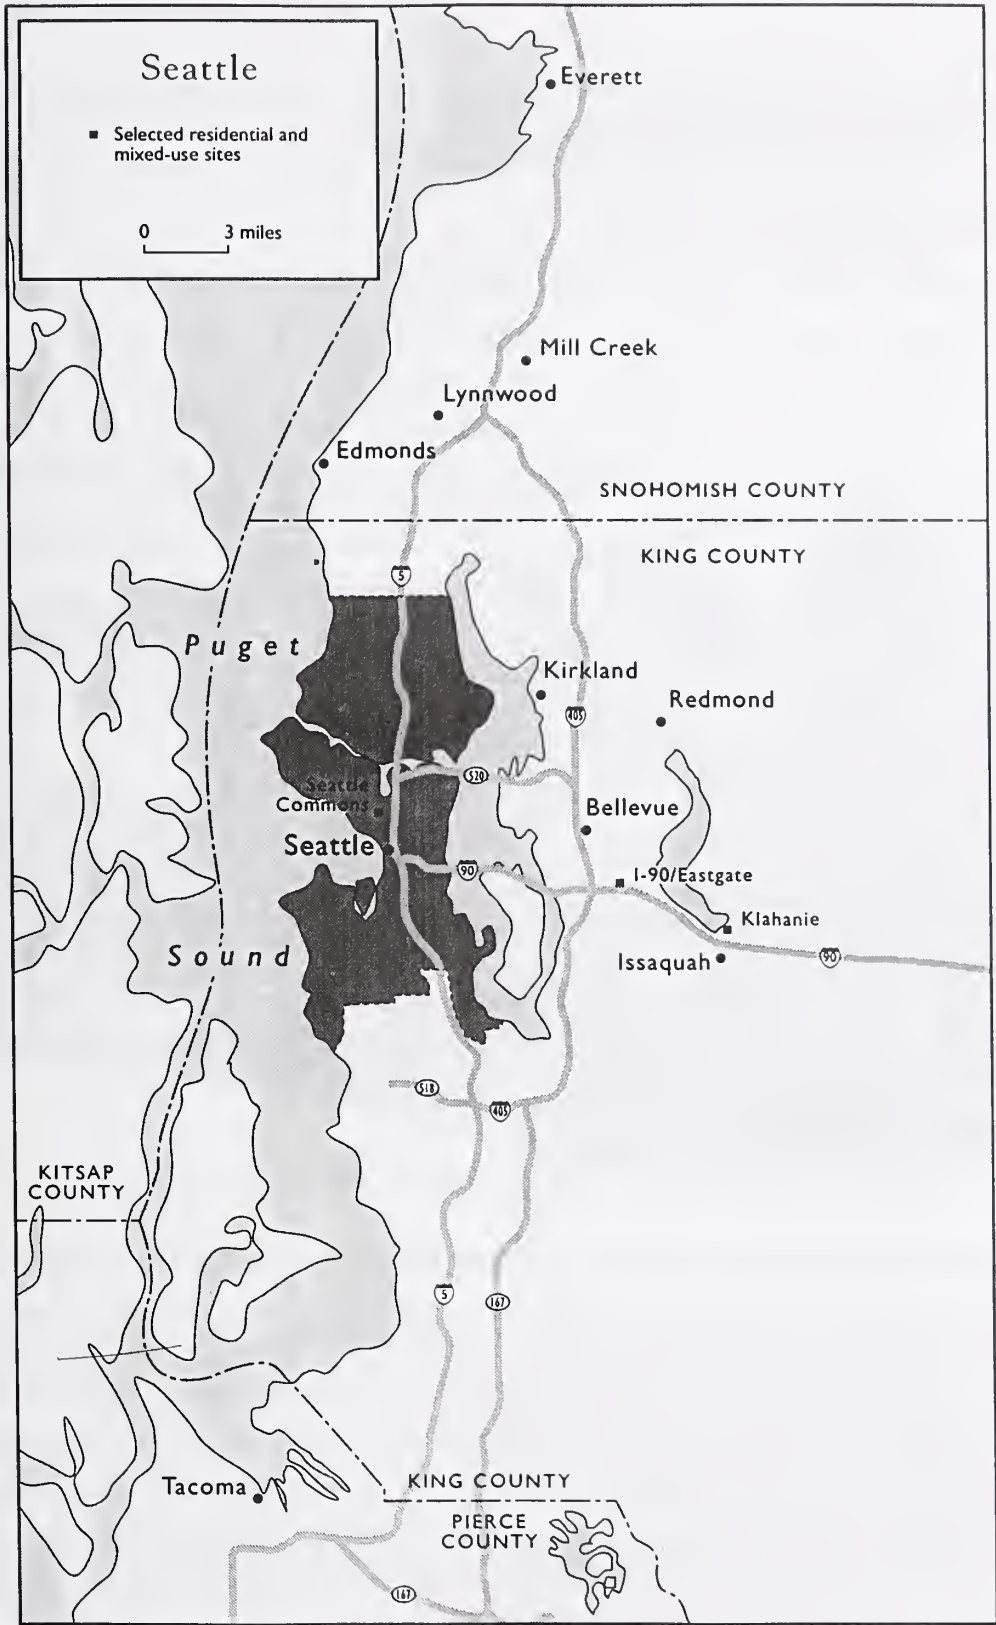 Seattle
Selected residential and
mixed-use sites
0 3 miles
Everett
Mill Creek
Lynnwood
Edmonds
SNOHOMISH COUNTY
KING COUNTY
5
Puget
Kirkland
Redmond
405
520
Seattle
Commons
Bellevue
Seattle
90
I-90/Eastgate
Klahanie
Sound
Issaquah
90
518
405
KITSAP
COUNTY
5
167
Tacoma
KING COUNTY
PIERCE
COUNTY
167